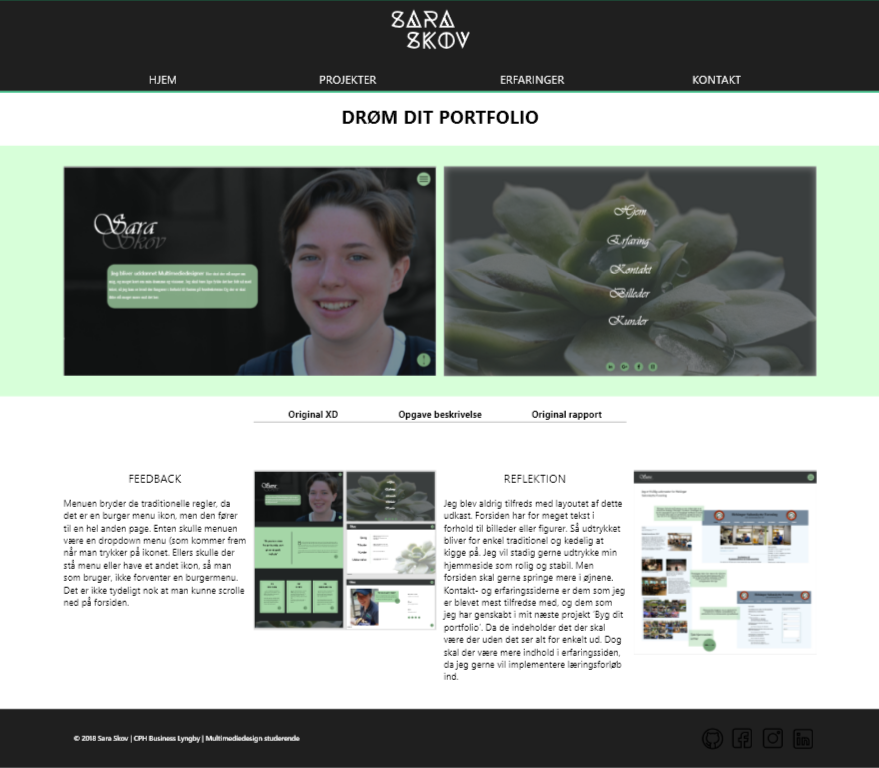 SARA
SKOV
HJEM PROJEKTER ERFARINGER KONTAKT
DRØM DIT PORTFOLIO
Sara
Skov
Jeg bliver uddannet Multimediedesigner
Hjem
Erfaring
Kontakt
Billeder
Kunder
Original XD Opgave beskrivelse Original rapport
FEEDBACK
Menuen bryder de traditionelle regler, da
det er en burger menu ikon, men den fører
til en hel anden page. Enten skulle menuen
være en dropdown menu (som kommer frem
når man trykker på ikonet. Ellers skulle der
stå menu eller have et andet ikon, så man
som bruger, ikke forventer en burgermenu.
Det er ikke tydeligt nok at man kunne scrolle
ned på forsiden.
REFLEKTION
Jeg blev aldrig tilfreds med layoutet af dette
udkast. Forsiden har for meget tekst i
forhold til billeder eller figurer. Så udtrykket
bliver for enkel traditionel og kedelig at
kigge på. Jeg vil stadig gerne udtrykke min
hjemmeside som rolig og stabil. Men
forsiden skal gerne springe mere i øjnene.
Kontakt- og erfaringssiderne er dem som jeg
er blevet mest tilfredse med, og dem som
jeg har genskabt i mit næste projekt 'Byg dit
portfolio'. Da de indeholder det der skal
være der uden det ser alt for enkelt ud. Dog
skal der være mere indhold i erfaringssiden,
da jeg gerne vil implementere læringsforløb
ind.
© 2018 Sara Skov | CPH Business Lyngby | Multimediedesign studerende